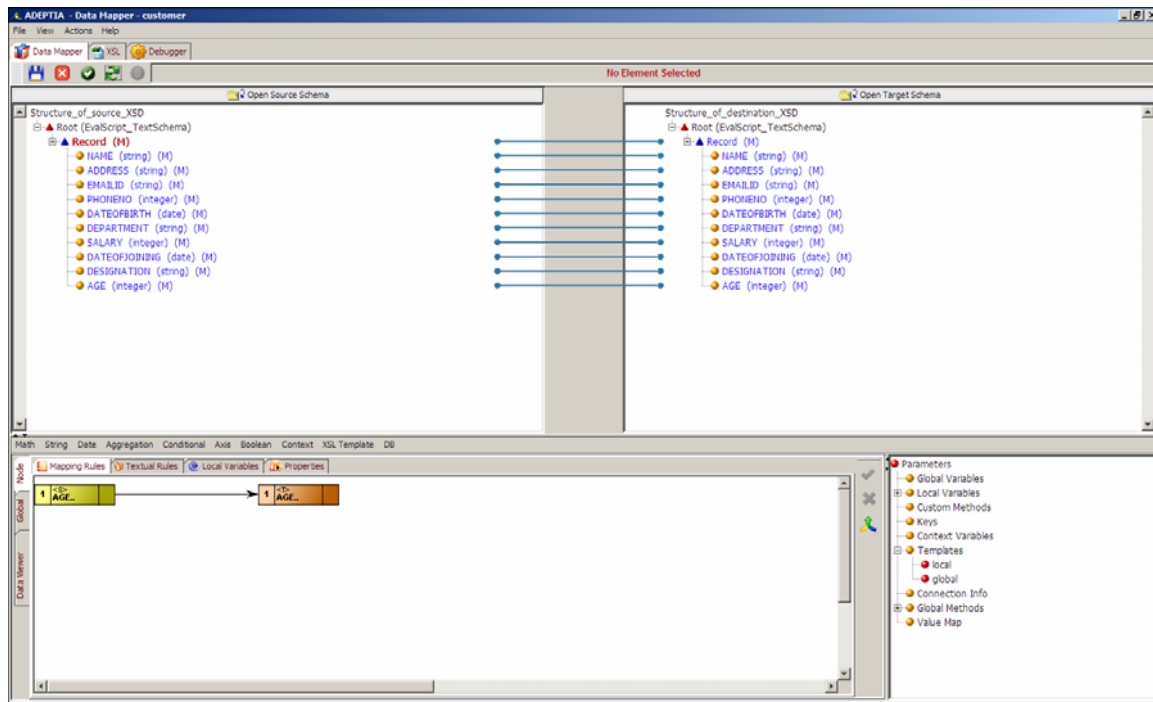 ADEPTIA - Data Mapper - customer
File View Actions Help
Data Mapper XSL Debugger
No Element Selected
Open Source Schema
Structure_of_source_XSD
Root (EvalScript_TextSchema)
Record (M)
NAME (string) (M)
ADDRESS (string) (M)
EMAILID (string) (M)
PHONENO (integer) (M)
DATEOFBIRTH (date) (M)
DEPARTMENT (string) (M)
SALARY (integer) (M)
DATEOFJOINING (date) (M)
DESIGNATION (string) (M)
AGE (integer) (M)
Open Target Schema
Structure_of_destination_XSD
Root (EvalScript_TextSchema)
Record (M)
NAME (string) (M)
ADDRESS (string) (M)
EMAILID (string) (M)
PHONENO (integer) (M)
DATEOFBIRTH (date) (M)
DEPARTMENT (string) (M)
SALARY (integer) (M)
DATEOFJOINING (date) (M)
DESIGNATION (string) (M)
AGE (integer) (M)
Math String Date Aggregation Conditional Axis Boolean Context XSL Template DB
Node
Global
Data Viewer
Mapping Rules Textual Rules Local Variables Properties
1 <S> AGE..
1 <T> AGE..
Parameters
Global Variables
Local Variables
Custom Methods
Keys
Context Variables
Templates
local
global
Connection Info
Global Methods
Value Map